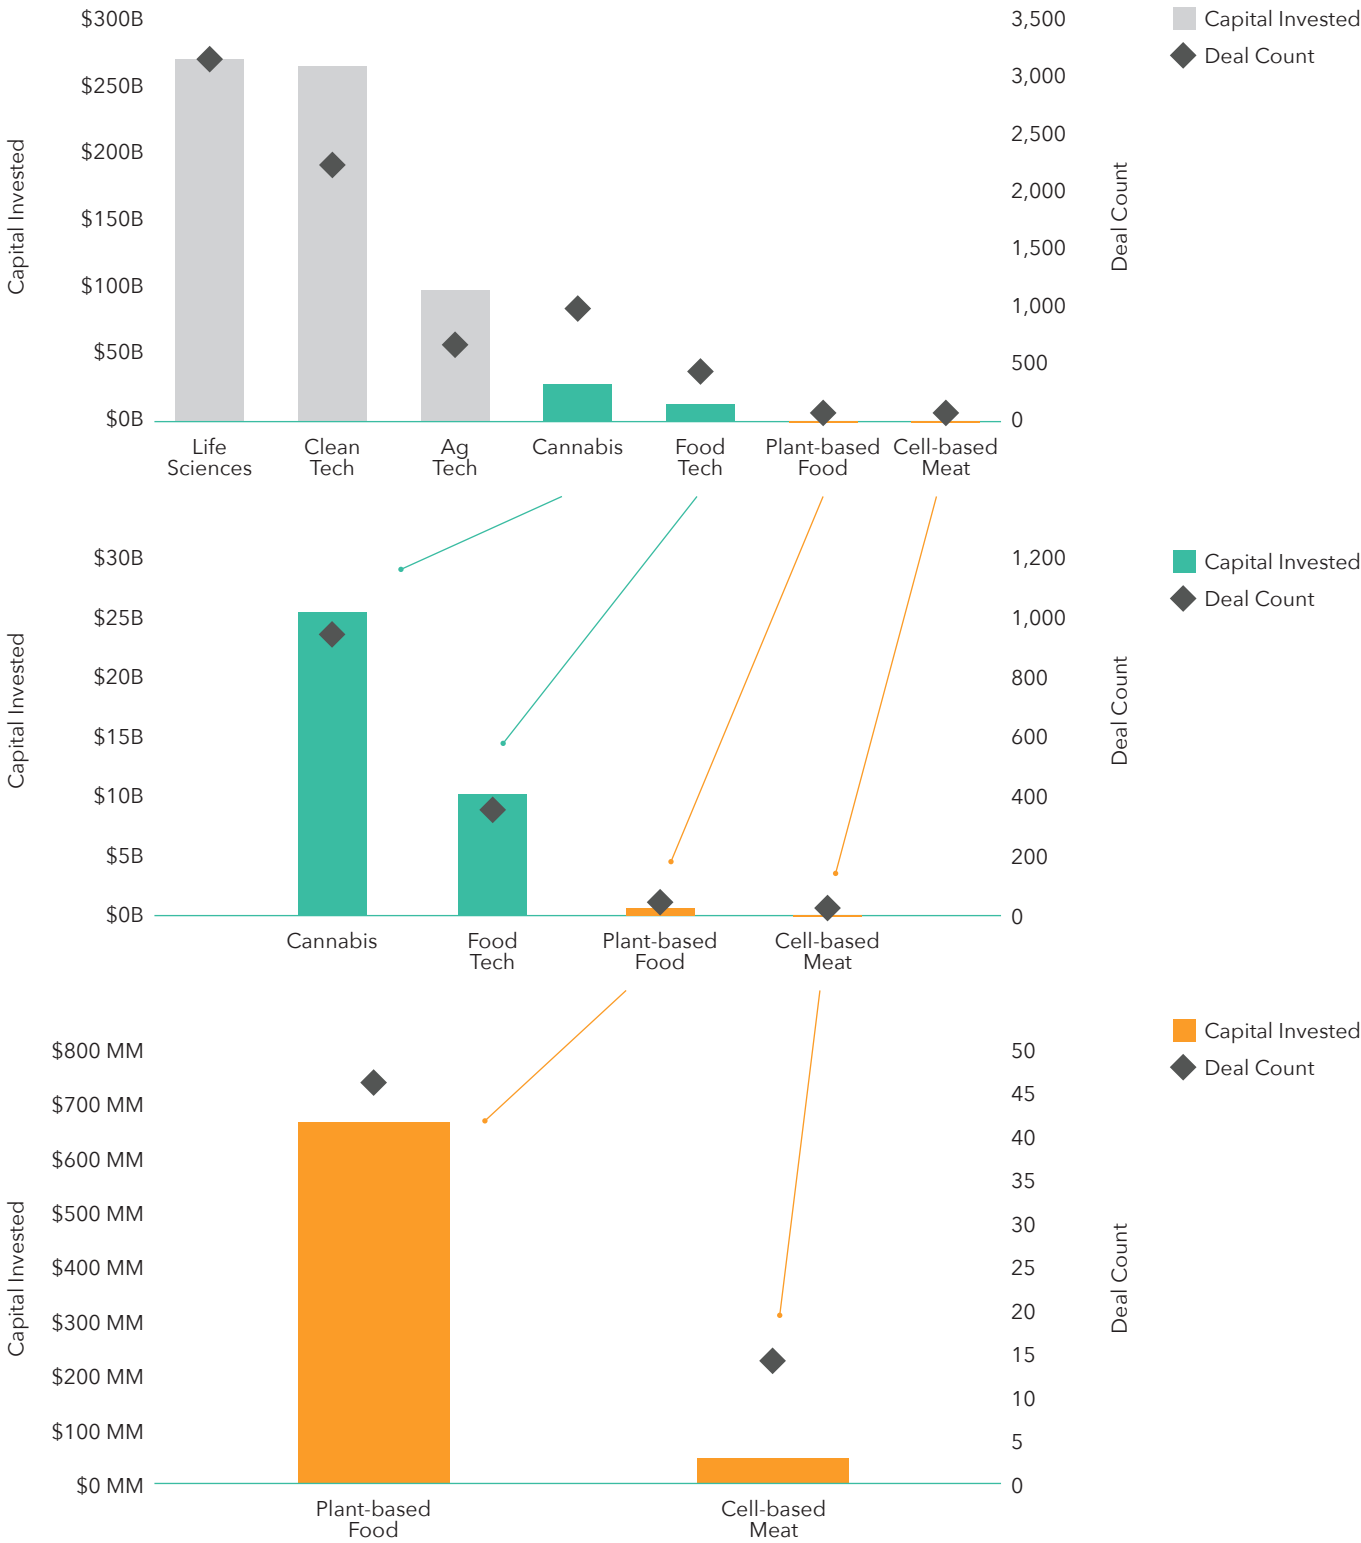 $300B
$250B
$200B
$150B
$100B
$50B
$0B
Capital Invested
3,500
3,000
2,500
2,000
1,500
1,000
500
0
Deal Count
Capital Invested
Deal Count
Life
Sciences
Clean
Tech
Ag
Tech
Cannabis
Food
Tech
Plant-based
Food
Cell-based
Meat
$30B
$25B
$20B
$15B
$10B
$5B
$0B
Capital Invested
1,200
1,000
800
600
400
200
0
Deal Count
Capital Invested
Deal Count
Cannabis
Food
Tech
Plant-based
Food
Cell-based
Meat
$800 MM
$700 MM
$600 MM
$500 MM
$400 MM
$300 MM
$200 MM
$100 MM
$0 MM
Capital Invested
50
45
40
35
30
25
20
15
10
5
0
Deal Count
Capital Invested
Deal Count
Plant-based
Food
Cell-based
Meat